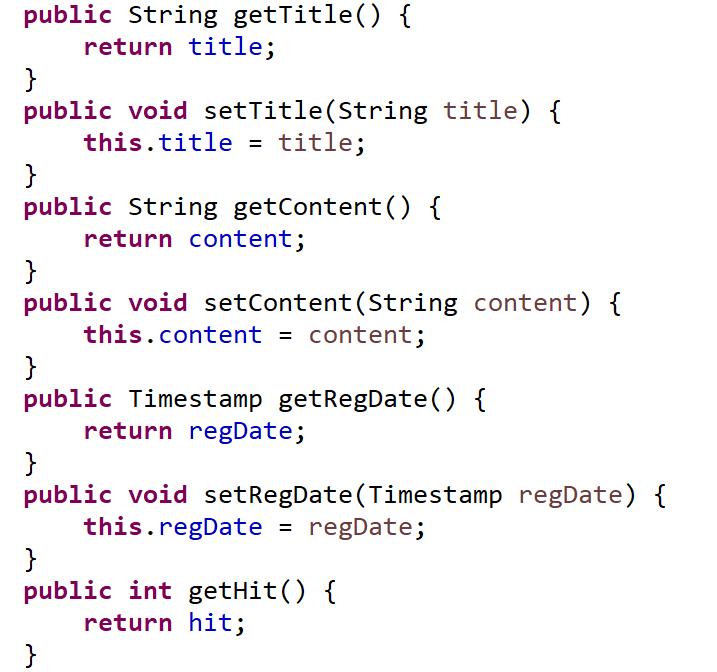 public String getTitle() {
    return title;
}
public void setTitle(String title) {
    this.title = title;
}
public String getContent() {
    return content;
}
public void setContent(String content) {
    this.content = content;
}
public Timestamp getRegDate() {
    return regDate;
}
public void setRegDate(Timestamp regDate) {
    this.regDate = regDate;
}
public int getHit() {
    return hit;
}